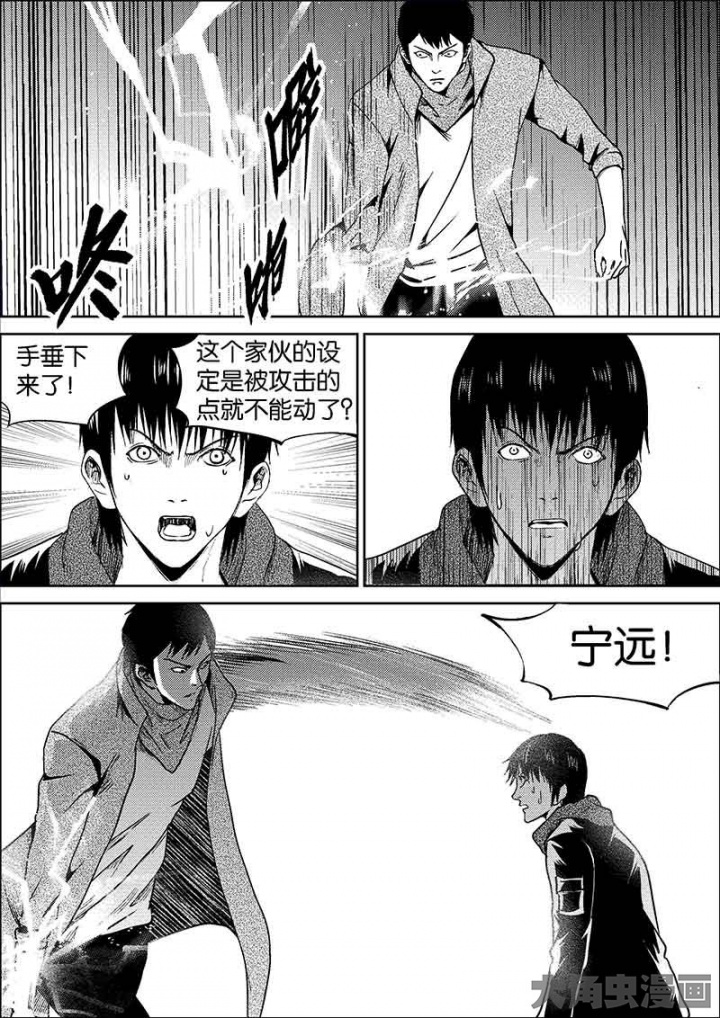 咚
啪
手垂下
来了！
这个家伙的设
定是被攻击的
点就不能动了？
宁远！
大角虫漫画